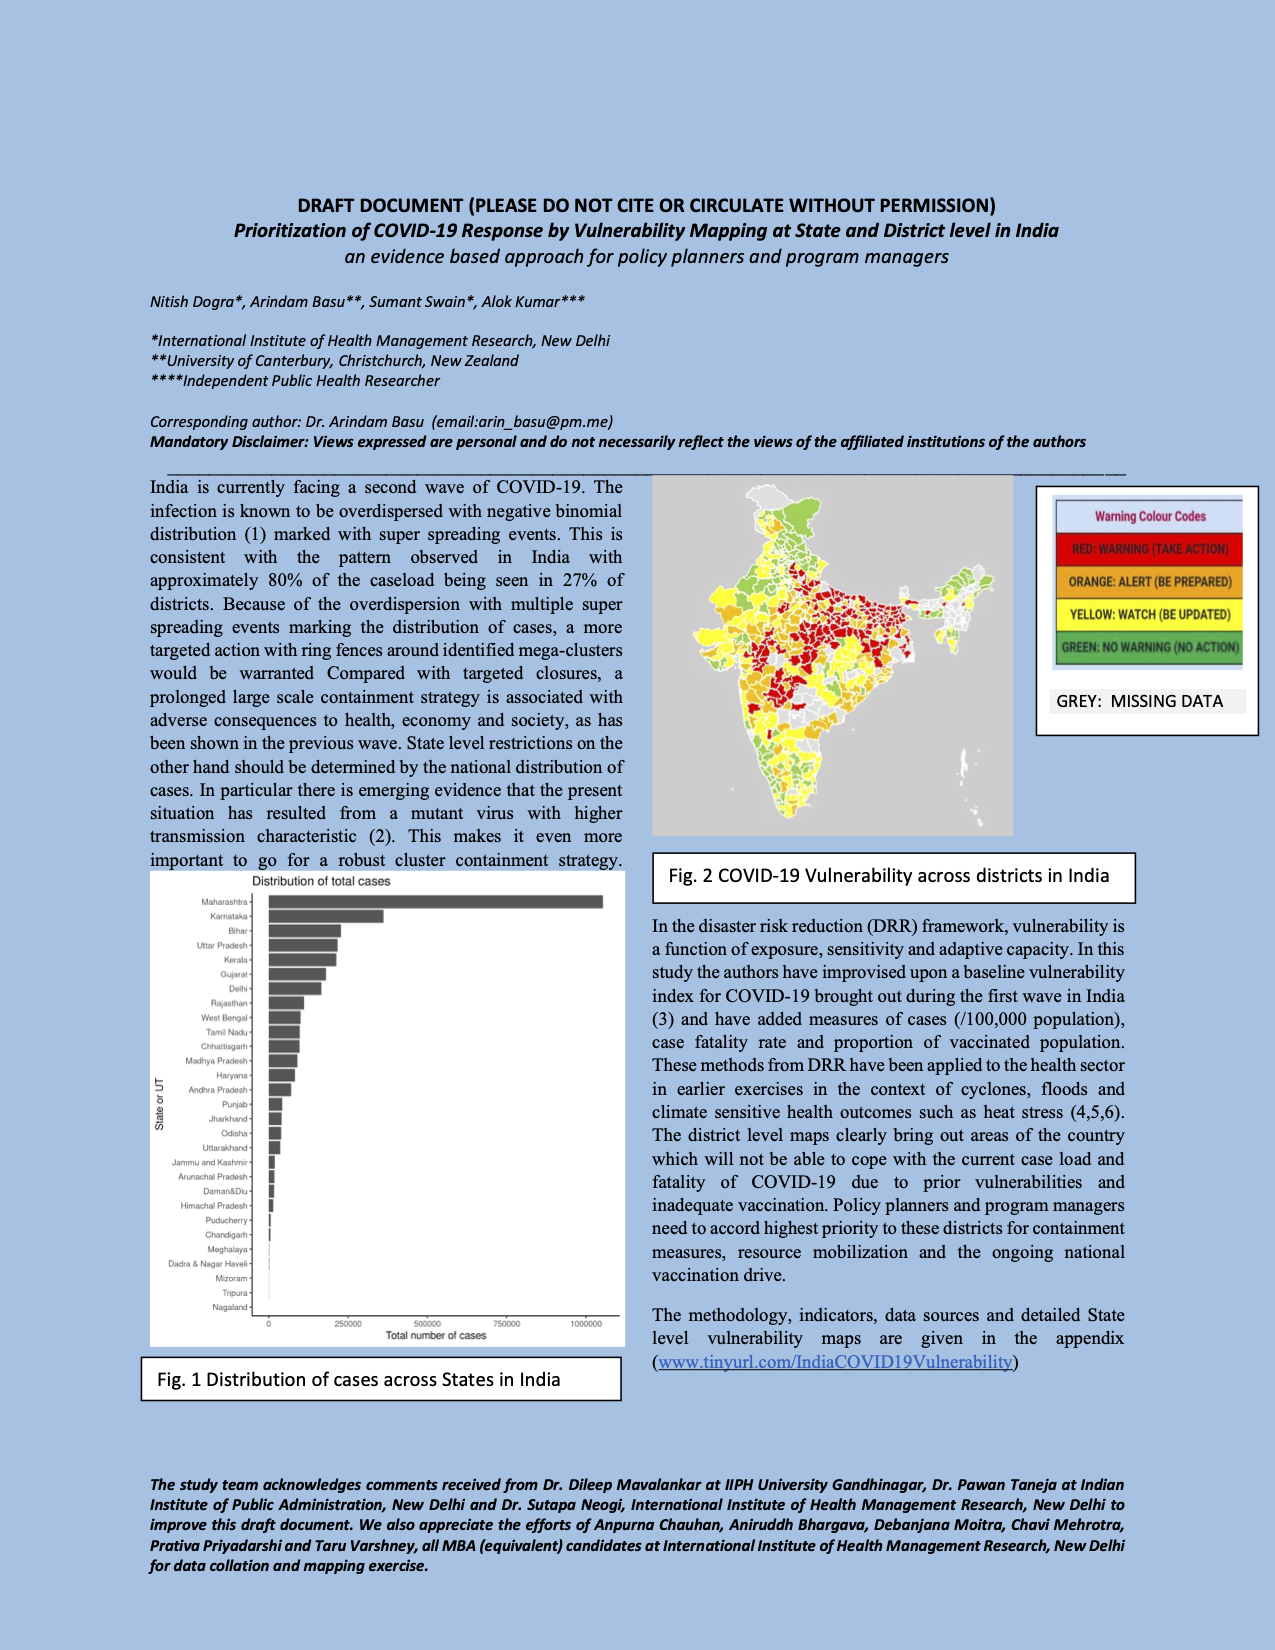 DRAFT DOCUMENT (PLEASE DO NOT CITE OR CIRCULATE WITHOUT PERMISSION)
Prioritization of COVID-19 Response by Vulnerability Mapping at State and District level in India
an evidence based approach for policy planners and program managers
Nitish Dogra*, Arindam Basu**, Sumant Swain*, Alok Kumar***
*International Institute of Health Management Research, New Delhi
**University of Canterbury, Christchurch, New Zealand
****Independent Public Health Researcher
Corresponding author: Dr. Arindam Basu (email:arin_basu@pm.me)
Mandatory Disclaimer: Views expressed are personal and do not necessarily reflect the views of the affiliated institutions of the authors
India is currently facing a second wave of COVID-19. The
infection is known to be overdispersed with negative binomial
distribution (1) marked with super spreading events. This is
consistent with the pattern observed in India with
approximately 80% of the caseload being seen in 27% of
districts. Because of the overdispersion with multiple super
spreading events marking the distribution of cases, a more
targeted action with ring fences around identified mega-clusters
would be warranted Compared with targeted closures, a
prolonged large scale containment strategy is associated with
adverse consequences to health, economy and society, as has
been shown in the previous wave. State level restrictions on the
other hand should be determined by the national distribution of
cases. In particular there is emerging evidence that the present
situation has resulted from a mutant virus with higher
transmission characteristic (2). This makes it even more
important to go for a robust cluster containment strategy.
Distribution of total cases
State or UT
Maharashtra
Karnataka
Bihar
Uttar Pradesh
Kerala
Gujarat
Delhi
Rajasthan
West Bengal
Tamil Nadu
Chhattisgarh
Madhya Pradesh
Haryana
Andhra Pradesh
Punjab
Jharkhand
Odisha
Uttarakhand
Jammu and Kashmir
Arunachal Pradesh
Daman&Diu
Himachal Pradesh
Puducherry
Chandigarh
Meghalaya
Dadra & Nagar Haveli
Mizoram
Tripura
Nagaland
0 250000 500000 750000 1000000
Total number of cases
Fig. 1 Distribution of cases across States in India
Warning Colour Codes
RED: WARNING (TAKE ACTION)
ORANGE: ALERT (BE PREPARED)
YELLOW: WATCH (BE UPDATED)
GREEN: NO WARNING (NO ACTION)
GREY: MISSING DATA
Fig. 2 COVID-19 Vulnerability across districts in India
In the disaster risk reduction (DRR) framework, vulnerability is
a function of exposure, sensitivity and adaptive capacity. In this
study the authors have improvised upon a baseline vulnerability
index for COVID-19 brought out during the first wave in India
(3) and have added measures of cases (/100,000 population),
case fatality rate and proportion of vaccinated population.
These methods from DRR have been applied to the health sector
in earlier exercises in the context of cyclones, floods and
climate sensitive health outcomes such as heat stress (4,5,6).
The district level maps clearly bring out areas of the country
which will not be able to cope with the current case load and
fatality of COVID-19 due to prior vulnerabilities and
inadequate vaccination. Policy planners and program managers
need to accord highest priority to these districts for containment
measures, resource mobilization and the ongoing national
vaccination drive.
The methodology, indicators, data sources and detailed State
level vulnerability maps are given in the appendix
(www.tinyurl.com/IndiaCOVID19Vulnerability)
The study team acknowledges comments received from Dr. Dileep Mavalankar at IIPH University Gandhinagar, Dr. Pawan Taneja at Indian
Institute of Public Administration, New Delhi and Dr. Sutapa Neogi, International Institute of Health Management Research, New Delhi to
improve this draft document. We also appreciate the efforts of Anpurna Chauhan, Aniruddh Bhargava, Debanjana Moitra, Chavi Mehrotra,
Prativa Priyadarshi and Taru Varshney, all MBA (equivalent) candidates at International Institute of Health Management Research, New Delhi
for data collation and mapping exercise.